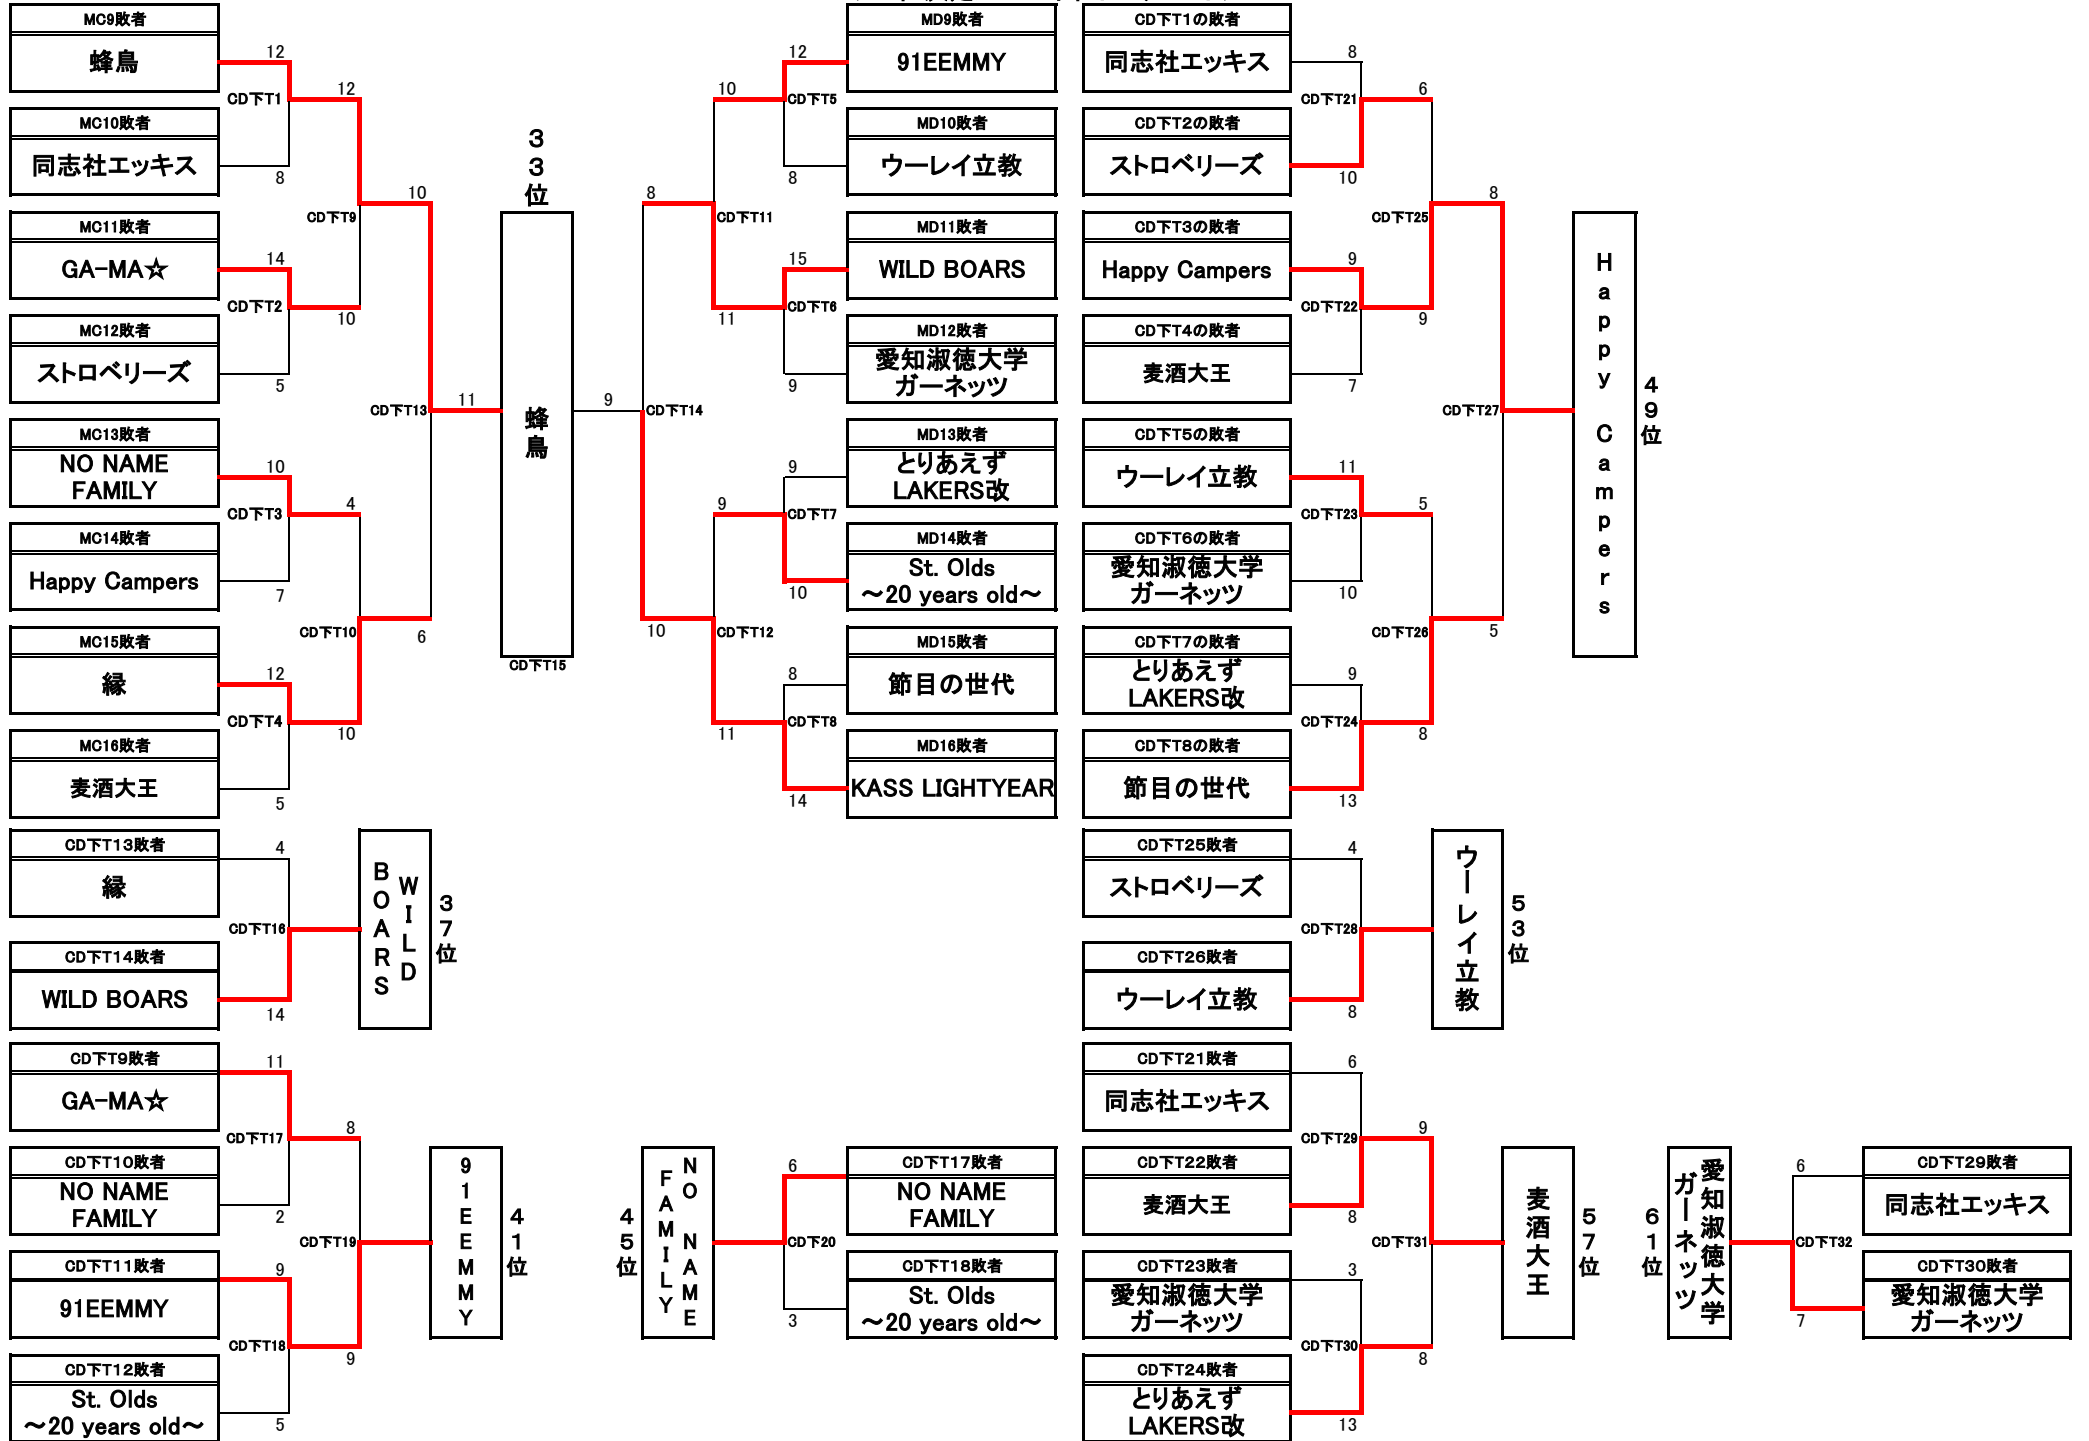 MC9敗者
蜂鳥
12
CD下T1
12
MC10敗者
同志社エッキス
8
CD下T9
10
MC11敗者
GA-MA☆
14
CD下T2
10
MC12敗者
ストロベリーズ
5
CD下T13
11
MC13敗者
NO NAME
FAMILY
10
CD下T3
4
MC14敗者
Happy Campers
7
CD下T10
6
MC15敗者
縁
12
CD下T4
10
MC16敗者
麦酒大王
5
33位
蜂鳥
CD下T15
9
CD下T14
8
10
MD9敗者
91EEMMY
12
CD下T5
10
MD10敗者
ウーレイ立教
8
CD下T11
MD11敗者
WILD BOARS
15
CD下T6
11
MD12敗者
愛知淑徳大学
ガーネッツ
9
MD13敗者
とりあえず
LAKERS改
9
CD下T7
9
MD14敗者
St. Olds
～20 years old～
10
CD下T12
MD15敗者
節目の世代
8
CD下T8
11
MD16敗者
KASS LIGHTYEAR
14
CD下T1の敗者
同志社エッキス
8
CD下T21
6
CD下T2の敗者
ストロベリーズ
10
CD下T25
8
CD下T3の敗者
Happy Campers
9
CD下T22
9
CD下T4の敗者
麦酒大王
7
CD下T27
CD下T5の敗者
ウーレイ立教
11
CD下T23
5
CD下T6の敗者
愛知淑徳大学
ガーネッツ
10
CD下T26
5
CD下T7の敗者
とりあえず
LAKERS改
9
CD下T24
8
CD下T8の敗者
節目の世代
13
Happy Campers
49位
CD下T13敗者
縁
4
CD下T16
CD下T14敗者
WILD BOARS
14
WILD
BOARS
37位
CD下T25敗者
ストロベリーズ
4
CD下T28
CD下T26敗者
ウーレイ立教
8
ウーレイ立教
53位
CD下T9敗者
GA-MA☆
11
CD下T17
8
CD下T10敗者
NO NAME
FAMILY
2
CD下T19
CD下T11敗者
91EEMMY
9
CD下T18
9
CD下T12敗者
St. Olds
～20 years old～
5
91EEMMY
41位
45位
NO NAME
FAMILY
6
CD下20
3
CD下T17敗者
NO NAME
FAMILY
CD下T18敗者
St. Olds
～20 years old～
CD下T21敗者
同志社エッキス
6
CD下T29
9
CD下T22敗者
麦酒大王
8
CD下T31
CD下T23敗者
愛知淑徳大学
ガーネッツ
3
CD下T30
8
CD下T24敗者
とりあえず
LAKERS改
13
麦酒大王
57位
61位
愛知淑徳大学
ガーネッツ
6
CD下T32
7
CD下T29敗者
同志社エッキス
CD下T30敗者
愛知淑徳大学
ガーネッツ